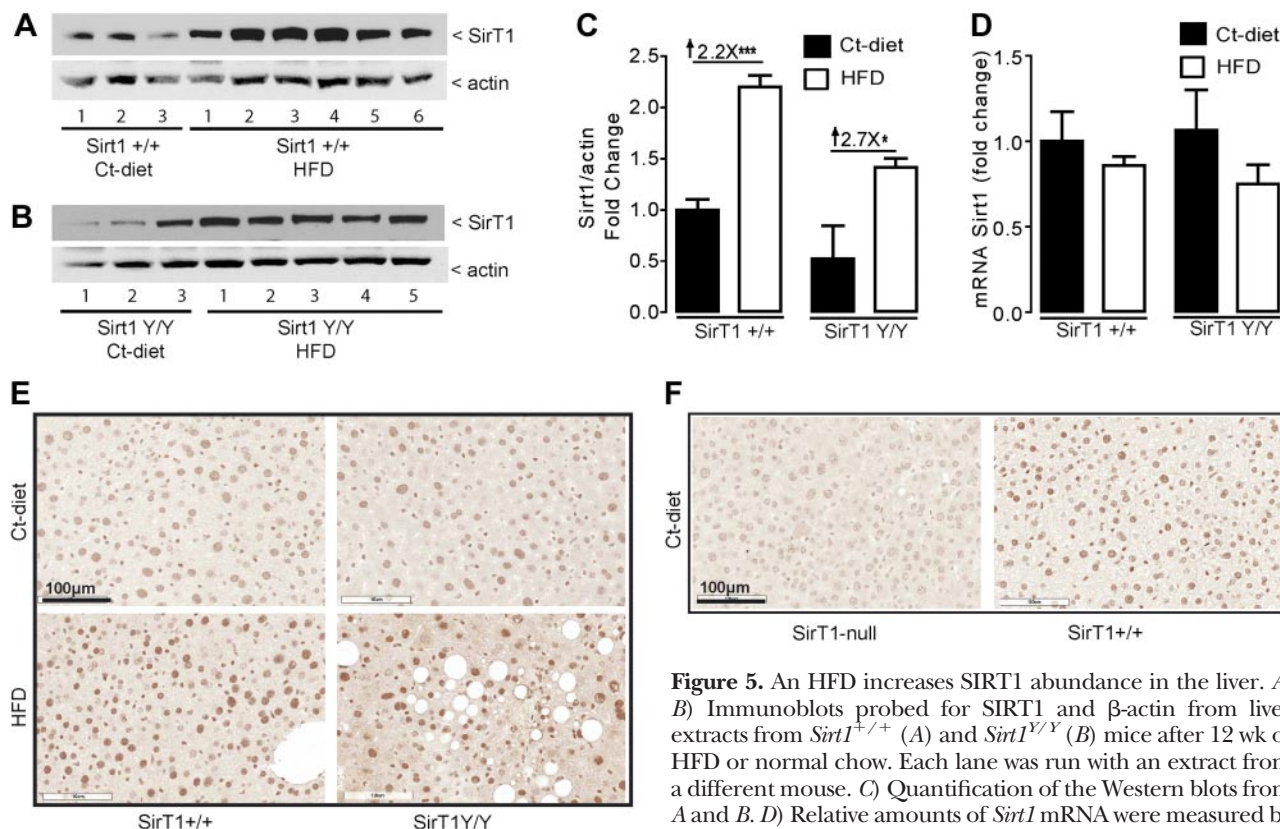 A
< SirT1
< actin
1 2 3 1 2 3 4 5 6
Sirt1 +/+ Sirt1 +/+
Ct-diet HFD
B
< SirT1
< actin
1 2 3 1 2 3 4 5
Sirt1 Y/Y Sirt1 Y/Y
Ct-diet HFD
C
Ct-diet
HFD
2.2X***
2.7X*
Sirt1/actin
Fold Change
2.5
2.0
1.5
1.0
0.5
0.0
SirT1 +/+ SirT1 Y/Y
D
Ct-diet
HFD
mRNA Sirt1 (fold change)
1.5
1.0
0.5
0.0
SirT1 +/+ SirT1 Y/Y
E
Ct-diet
100µm
HFD
SirT1+/+ SirT1Y/Y
F
Ct-diet
100µm
SirT1-null SirT1+/+
Figure 5. An HFD increases SIRT1 abundance in the liver. A
B) Immunoblots probed for SIRT1 and β-actin from live
extracts from Sirt1+/+ (A) and Sirt1Y/Y (B) mice after 12 wk o
HFD or normal chow. Each lane was run with an extract from
a different mouse. C) Quantification of the Western blots from
A and B. D) Relative amounts of Sirt1 mRNA were measured b